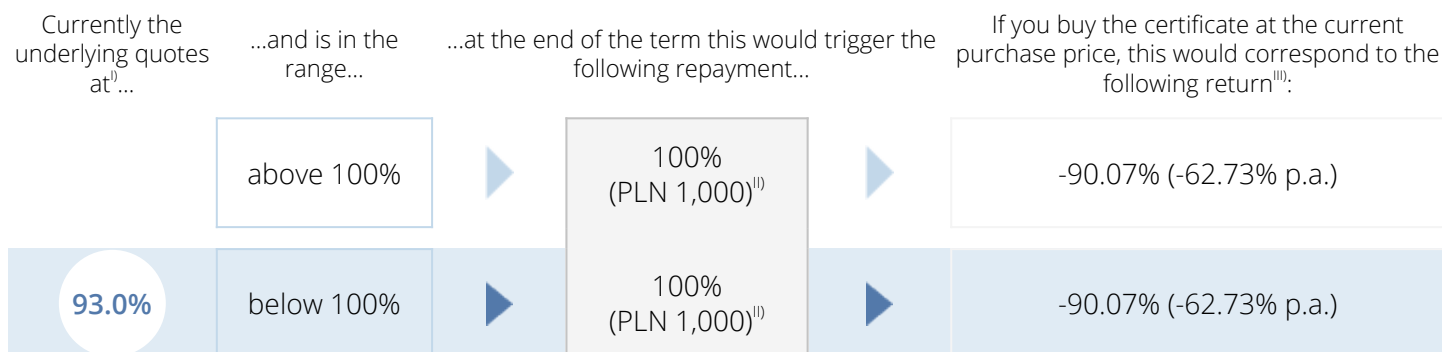 Currently the
underlying quotes
at^I)...
...and is in the
range...
...at the end of the term this would trigger the
following repayment...
If you buy the certificate at the current
purchase price, this would correspond to the
following return^III):
above 100%
100%
(PLN 1,000)^II)
-90.07% (-62.73% p.a.)
93.0%
below 100%
100%
(PLN 1,000)^II)
-90.07% (-62.73% p.a.)